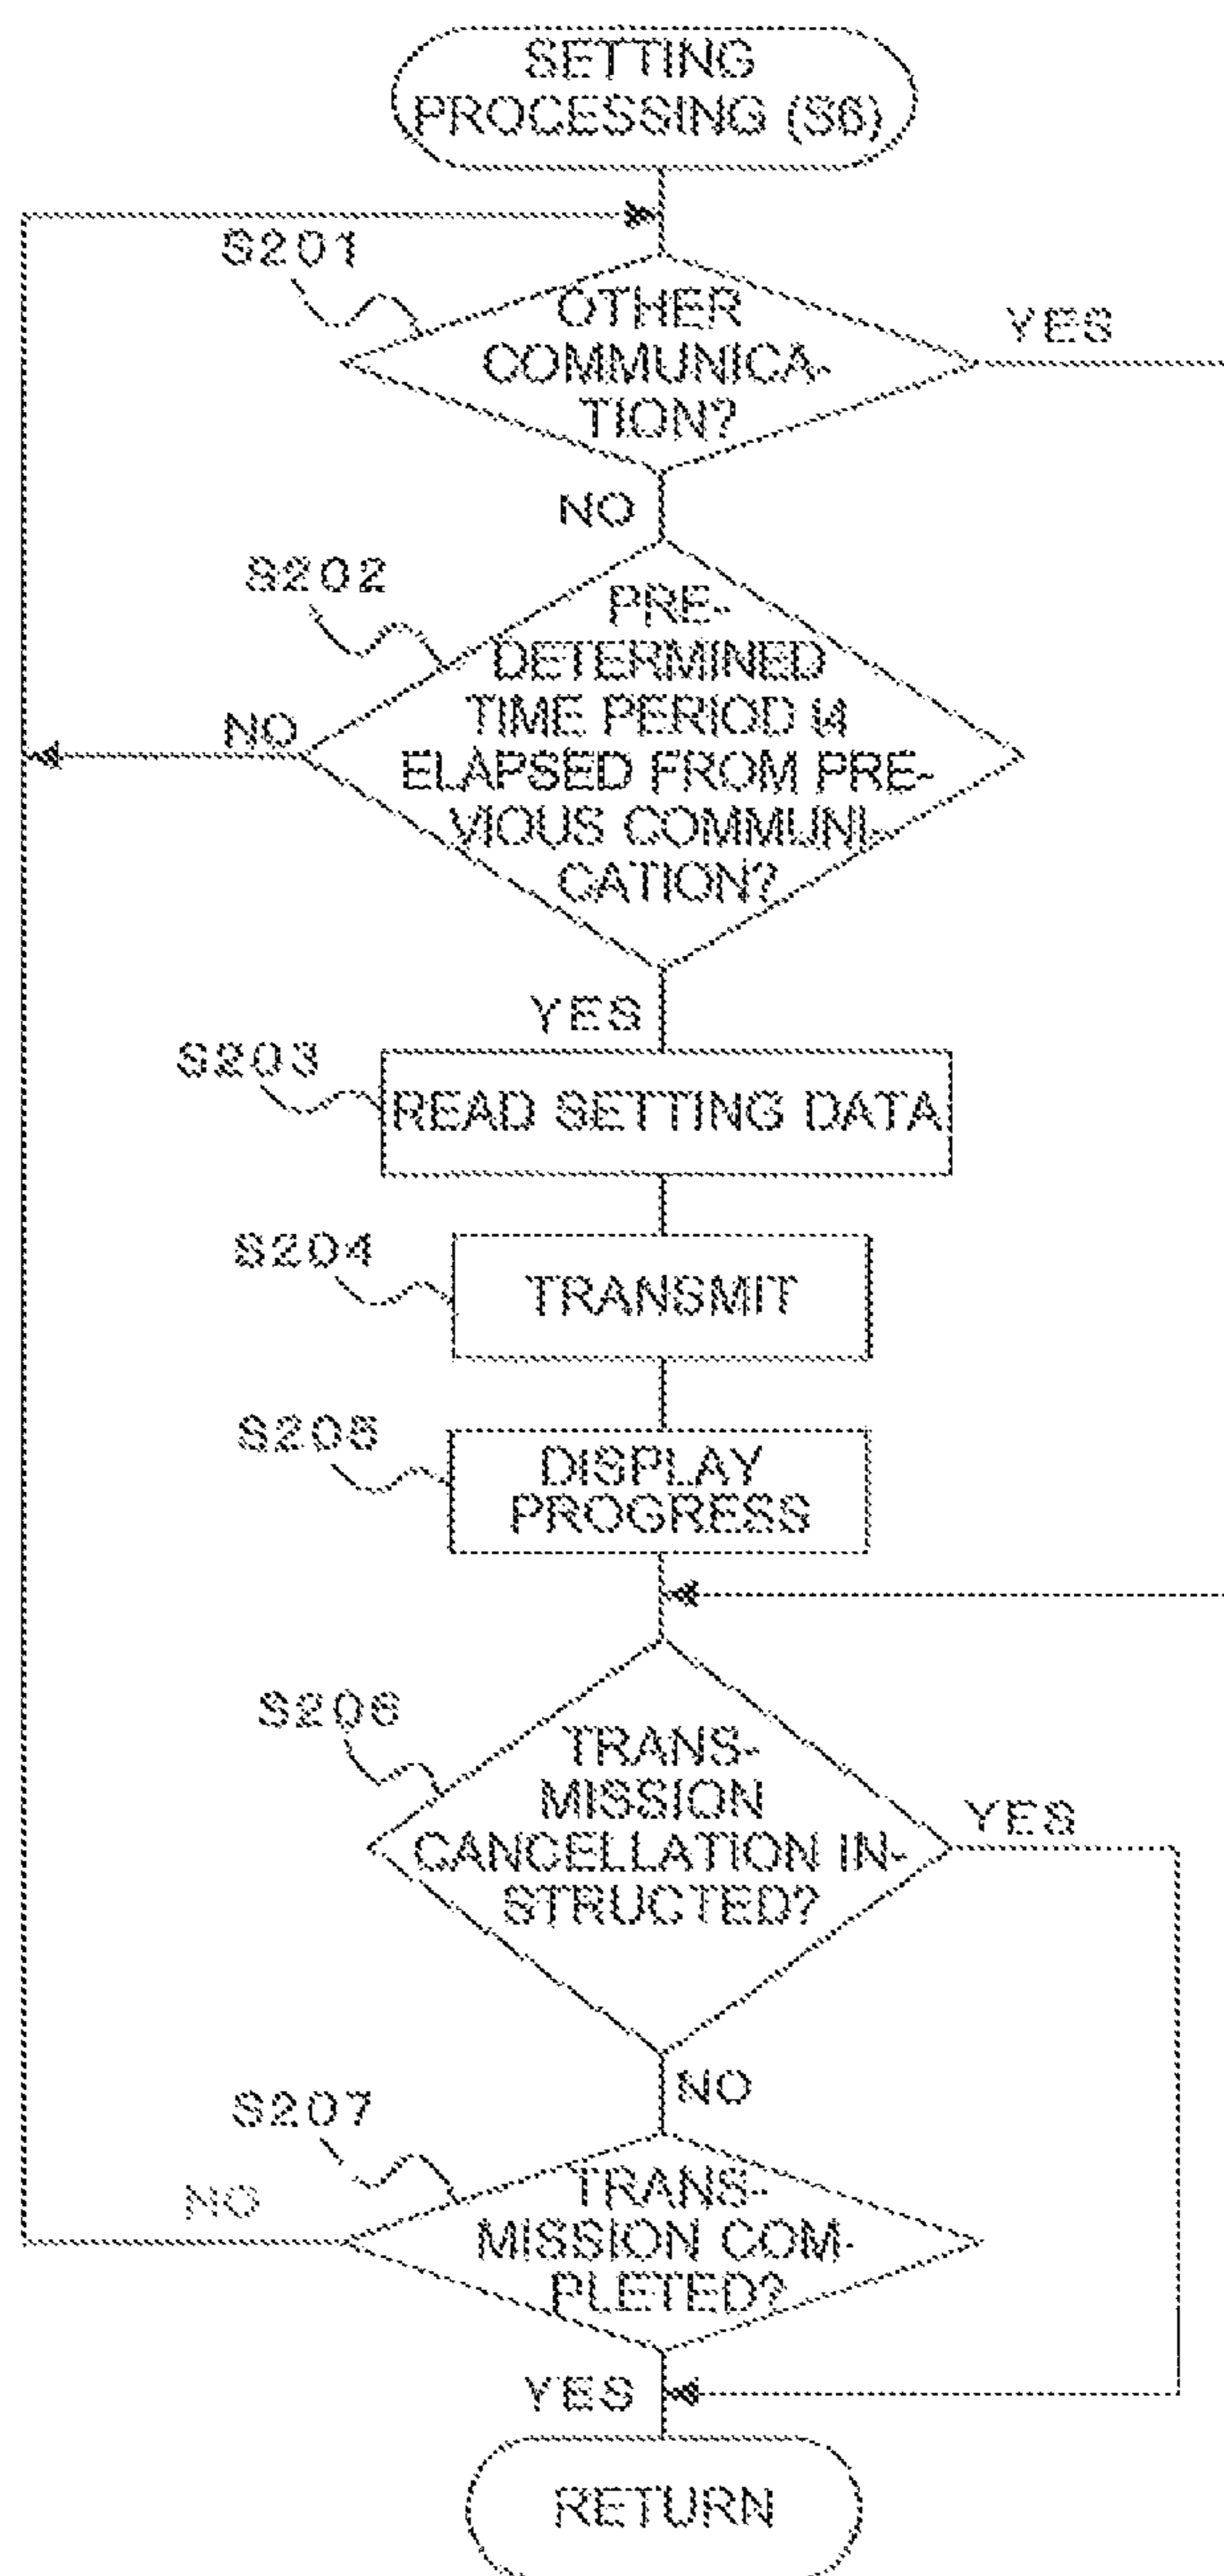 SETTING
PROCESSING (S6)
S201
OTHER
COMMUNICA-
TION?
YES
NO
S202
PRE-
DETERMINED
TIME PERIOD t4
ELAPSED FROM PRE-
VIOUS COMMUNI-
CATION?
NO
YES
S203
READ SETTING DATA
S204
TRANSMIT
S205
DISPLAY
PROGRESS
S206
TRANS-
MISSION
CANCELLATION IN-
STRUCTED?
YES
NO
S207
TRANS-
MISSION COM-
PLETED?
NO
YES
RETURN